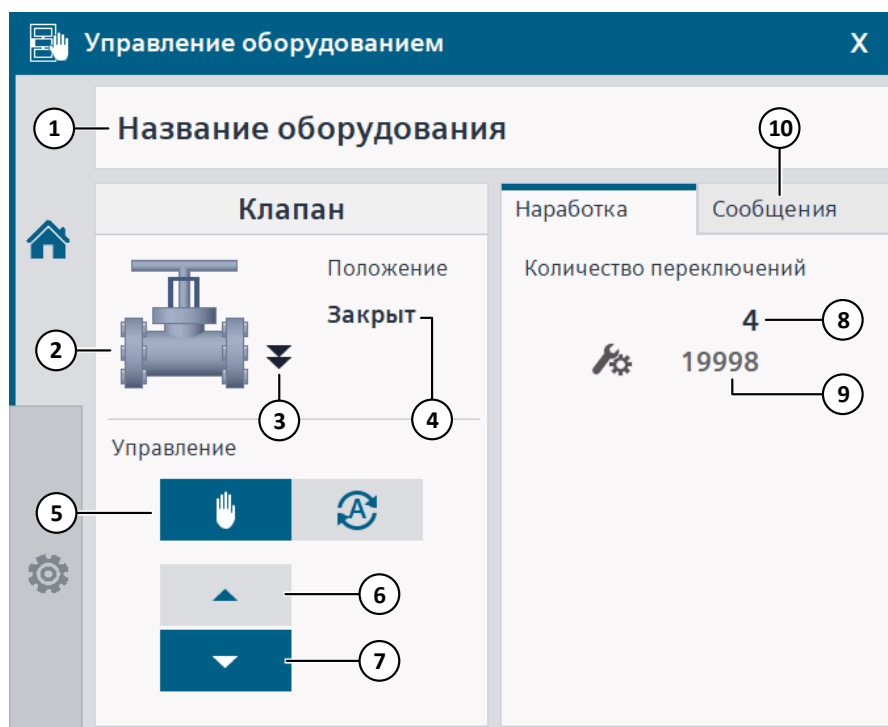 Управление оборудованием X
1 Название оборудования
10
Клапан
Наработка Сообщения
Положение
Закрыт
Количество переключений
4 8
19998
2
3 4
9
Управление
5 A
6
7